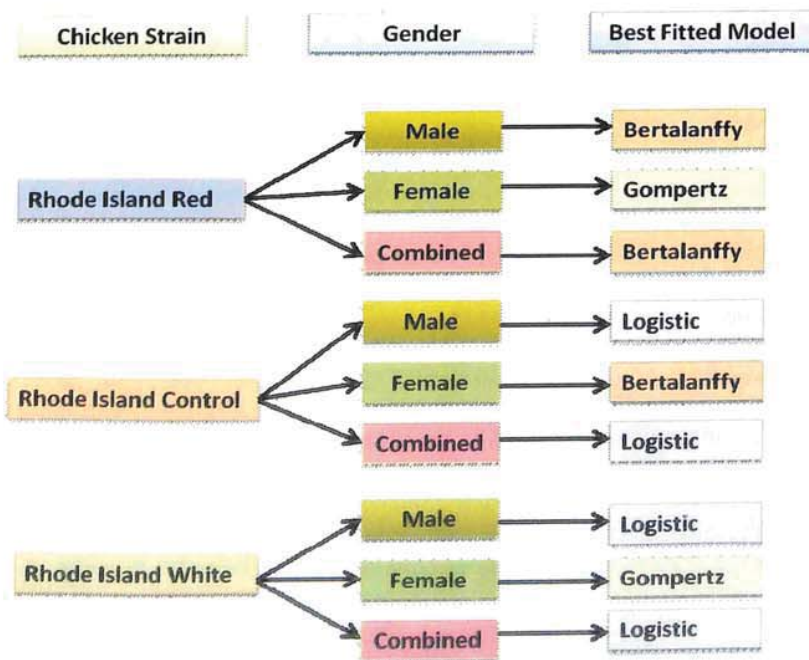 Chicken Strain
Gender
Best Fitted Model
Male
Bertalanffy
Rhode Island Red
Female
Gompertz
Combined
Bertalanffy
Male
Logistic
Rhode Island Control
Female
Bertalanffy
Combined
Logistic
Male
Logistic
Rhode Island White
Female
Gompertz
Combined
Logistic